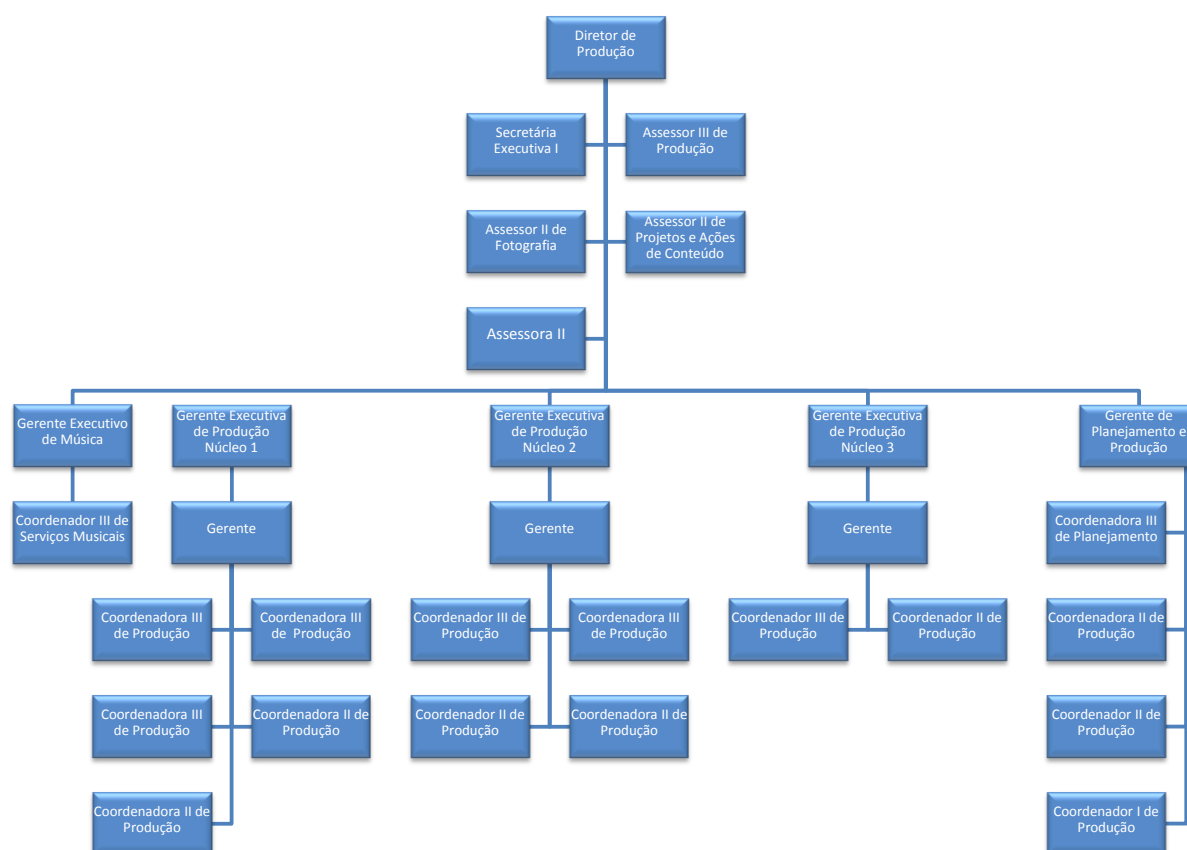 Diretor de
Produção
Secretária
Executiva I
Assessor III de
Produção
Assessor II de
Fotografia
Assessor II de
Projetos e Ações
de Conteúdo
Assessora II
Gerente Executivo
de Música
Gerente Executiva
de Produção
Núcleo 1
Gerente Executiva
de Produção
Núcleo 2
Gerente Executiva
de Produção
Núcleo 3
Gerente de
Planejamento e
Produção
Coordenador III de
Serviços Musicais
Gerente
Gerente
Gerente
Coordenadora III
de Planejamento
Coordenadora III
de Produção
Coordenadora III
de Produção
Coordenador III de
Produção
Coordenadora III
de Produção
Coordenador III de
Produção
Coordenador II de
Produção
Coordenadora II de
Produção
Coordenadora III
de Produção
Coordenadora II de
Produção
Coordenador II de
Produção
Coordenadora II de
Produção
Coordenador II de
Produção
Coordenadora II de
Produção
Coordenador I de
Produção